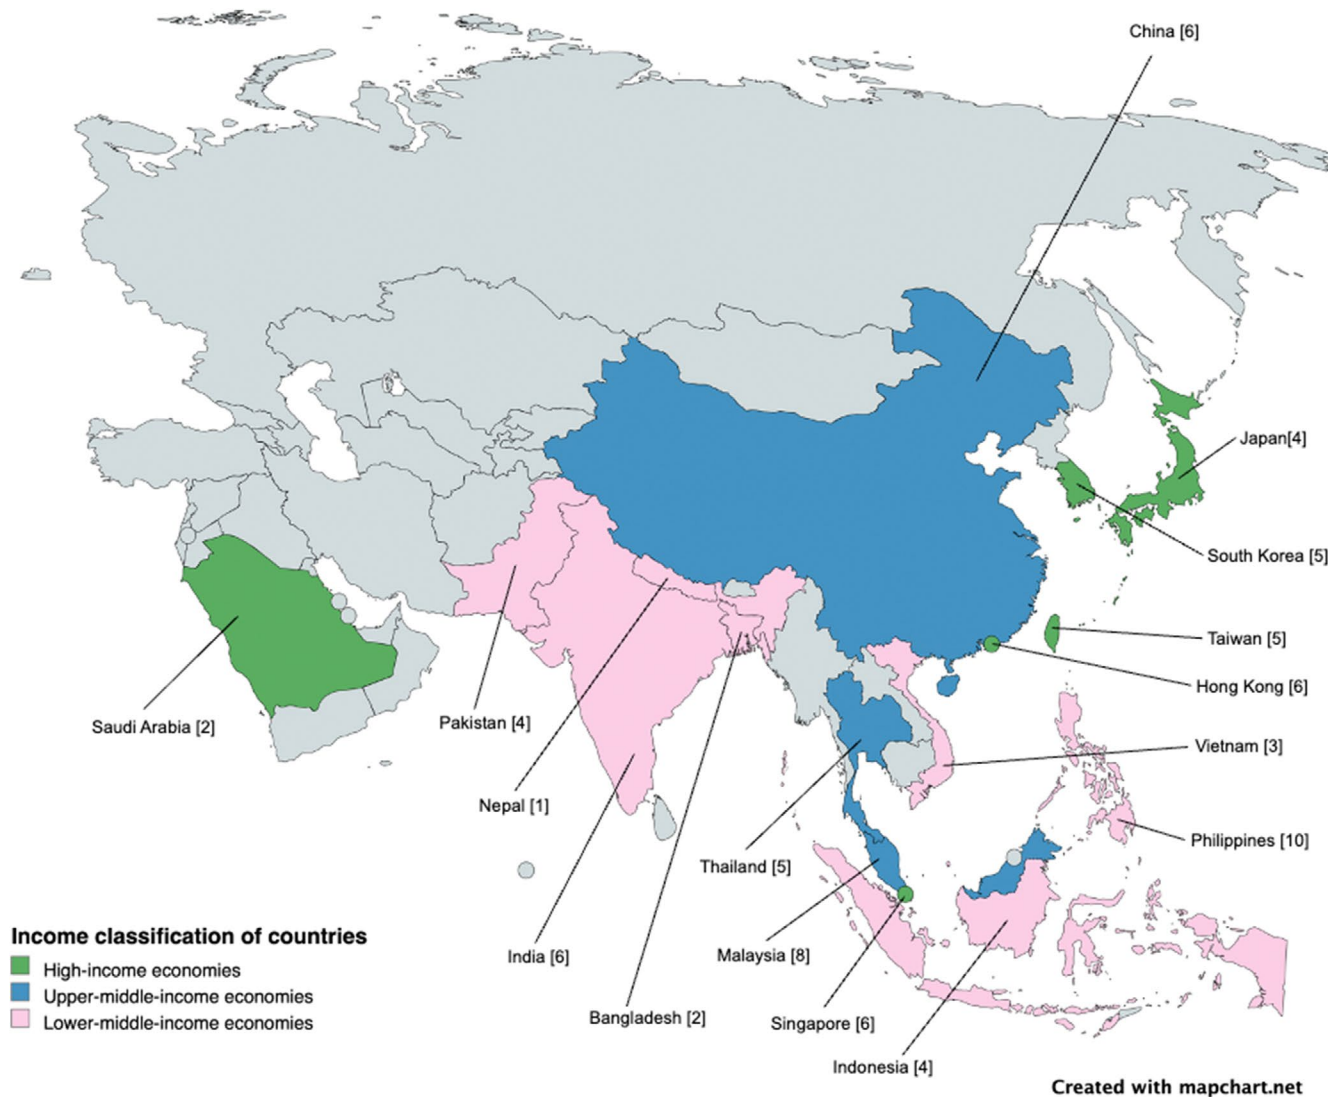 China [6]
Japan[4]
South Korea [5]
Taiwan [5]
Hong Kong [6]
Saudi Arabia [2]
Pakistan [4]
Vietnam [3]
Nepal [1]
Philippines [10]
Thailand [5]
India [6]
Malaysia [8]
Bangladesh [2]
Singapore [6]
Indonesia [4]
Income classification of countries
High-income economies
Upper-middle-income economies
Lower-middle-income economies
Created with mapchart.net